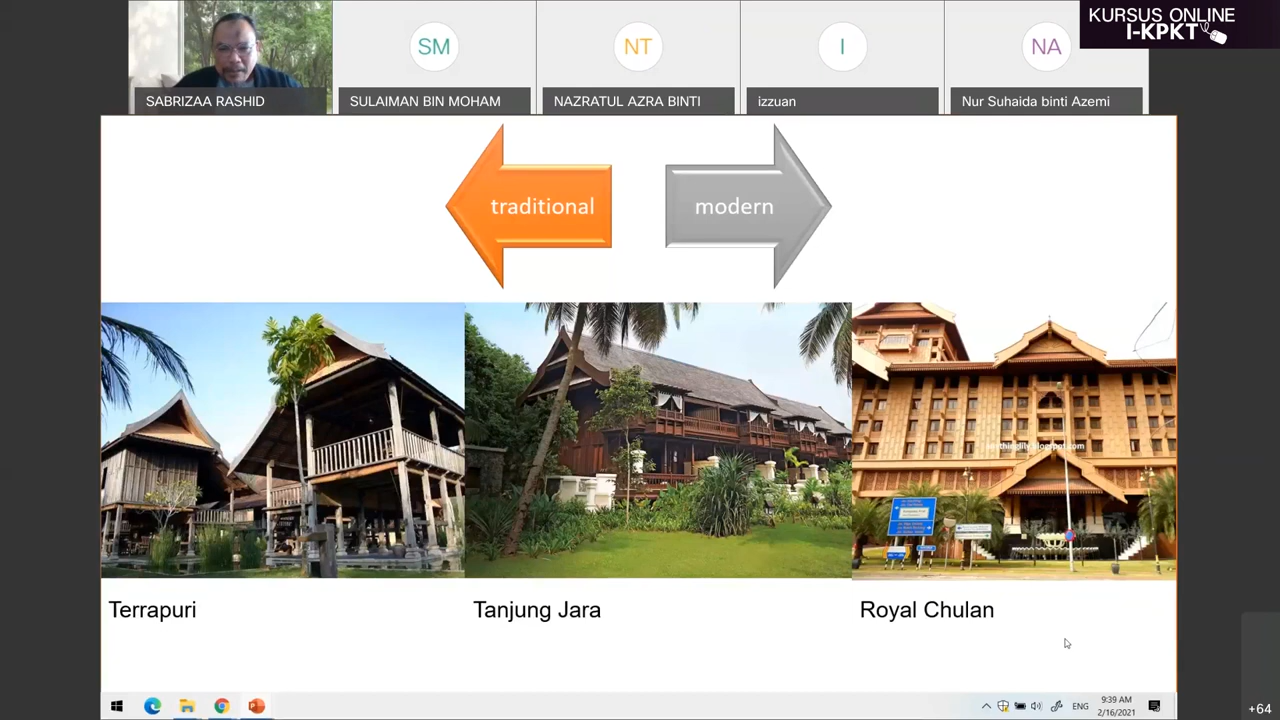 KURSUS ONLINE
I-KPKT
SM
NT
I
NA
SABRIZAA RASHID
SULAIMAN BIN MOHAM
NAZRATUL AZRA BINTI
izzuan
Nur Suhaida binti Azemi
traditional
modern
Terrapuri
Tanjung Jara
Royal Chulan
ENG
9:39 AM
2/16/2021
+64